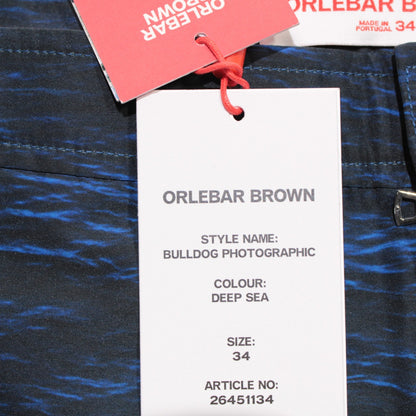 ORLEBAR
BROWN
ORLEBAR B
MADE IN
PORTUGAL 34
ORLEBAR BROWN
STYLE NAME:
BULLDOG PHOTOGRAPHIC
COLOUR:
DEEP SEA
SIZE:
34
ARTICLE NO:
26451134